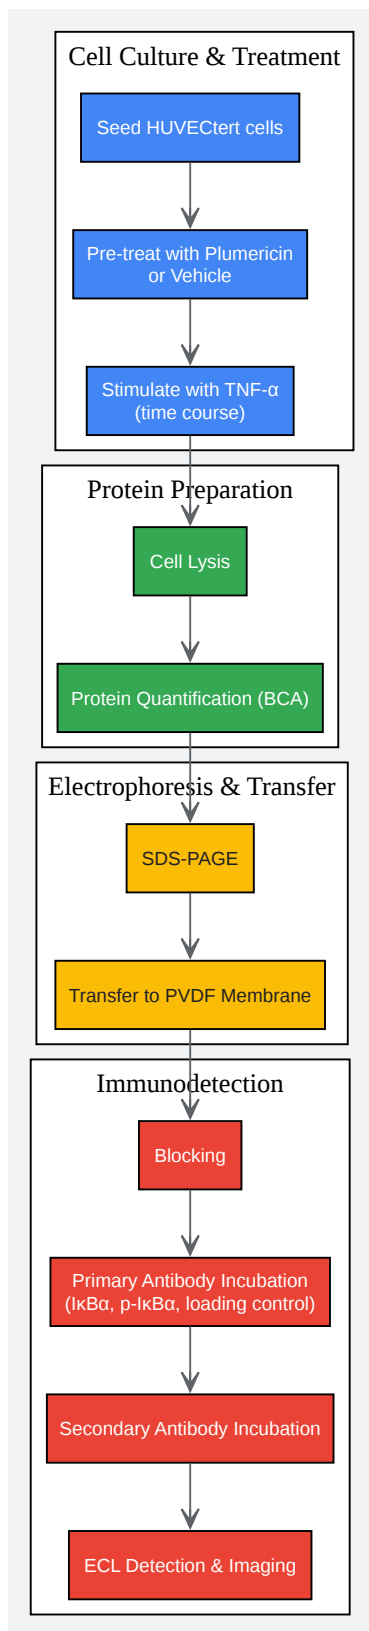 Cell Culture & Treatment
Seed HUVECtert cells
Pre-treat with Plumericin
or Vehicle
Stimulate with TNF-α
(time course)
Protein Preparation
Cell Lysis
Protein Quantification (BCA)
Electrophoresis & Transfer
SDS-PAGE
Transfer to PVDF Membrane
Immunodetection
Blocking
Primary Antibody Incubation
(IκBα, p-IκBα, loading control)
Secondary Antibody Incubation
ECL Detection & Imaging